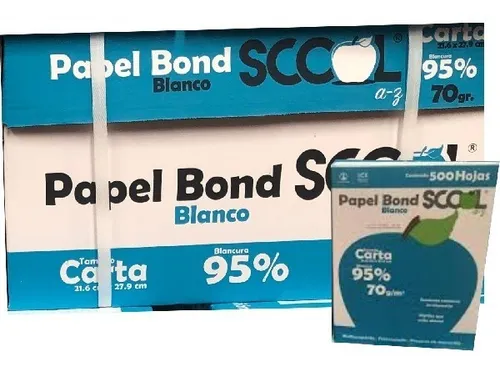 Papel Bond SCOOL®
Blanco
a-z
Carta
21.6 x 27.9 cm
Blancura
95%
70gr.
Papel Bond SCOOL®
Blanco
Tamaño
Carta
21.6 cm 27.9 cm
Blancura
95%
Contenido 500 Hojas
Papel Bond SCOOL
Blanco
a-z
Carta
95%
70g/m²